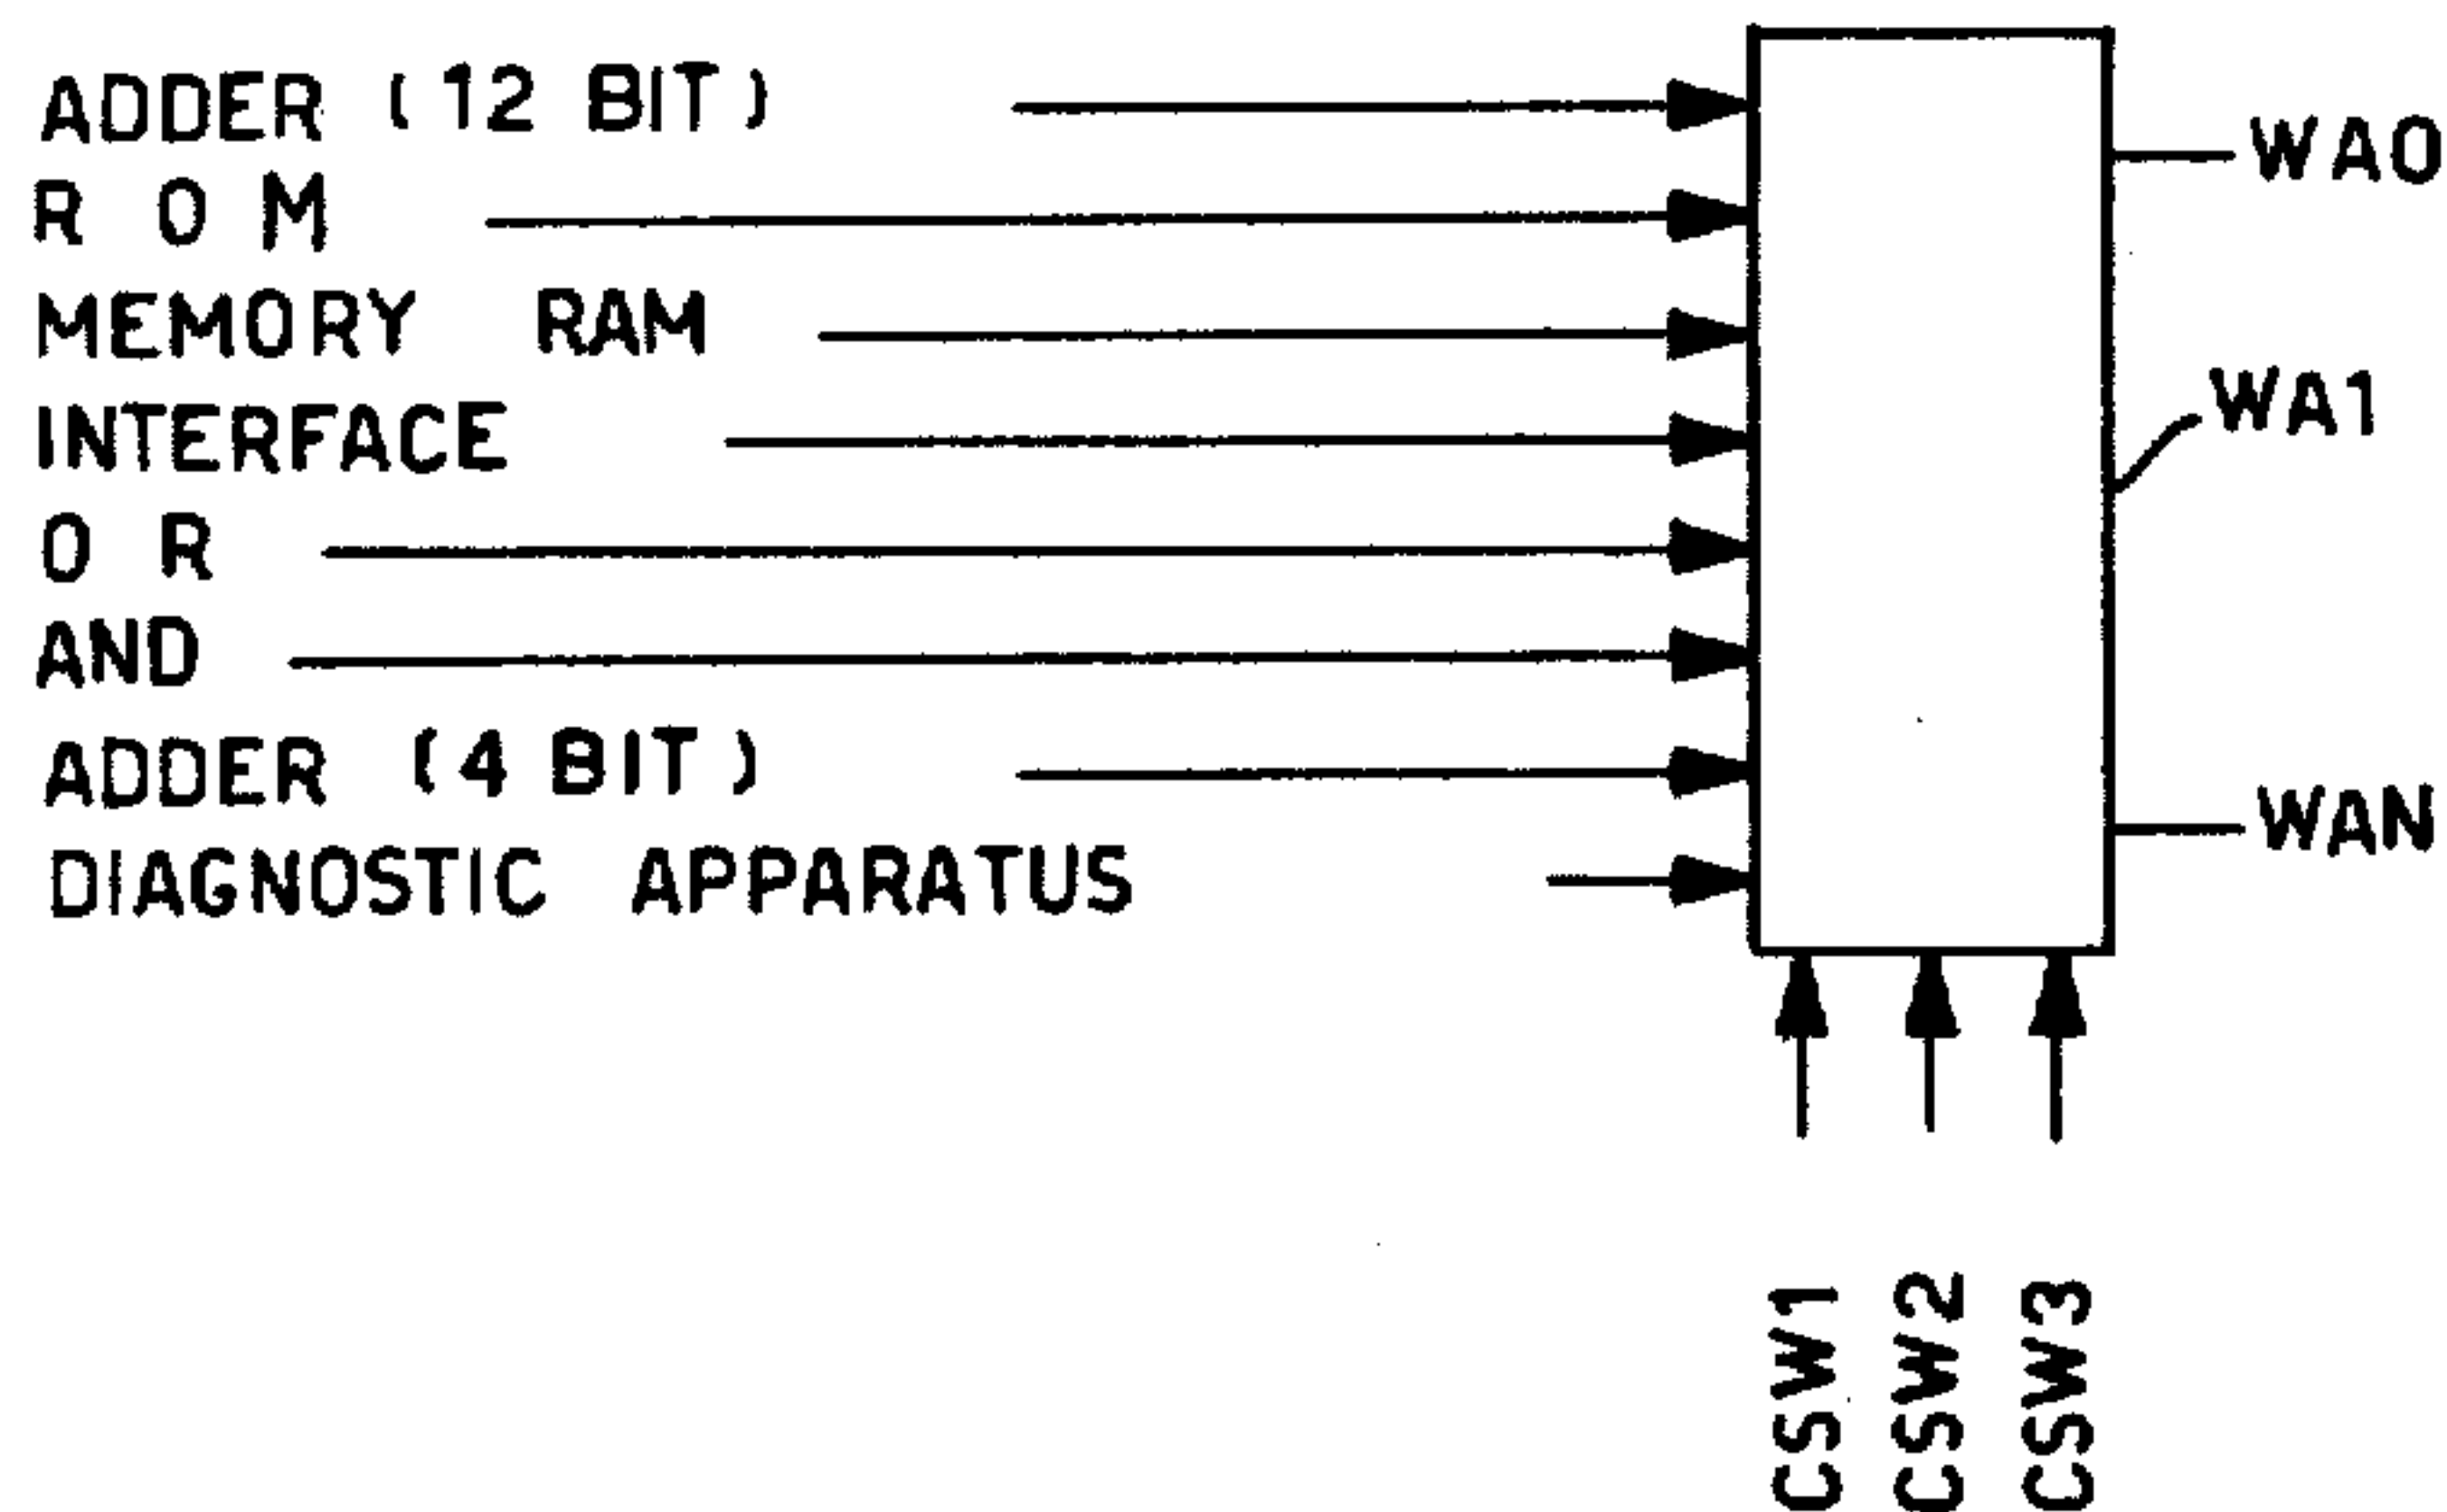 ADDER (12 BIT)
WA0
R O M
MEMORY RAM
WA1
INTERFACE
O R
AND
ADDER (4 BIT)
WAN
DIAGNOSTIC APPARATUS
CSW1
CSW2
CSW3